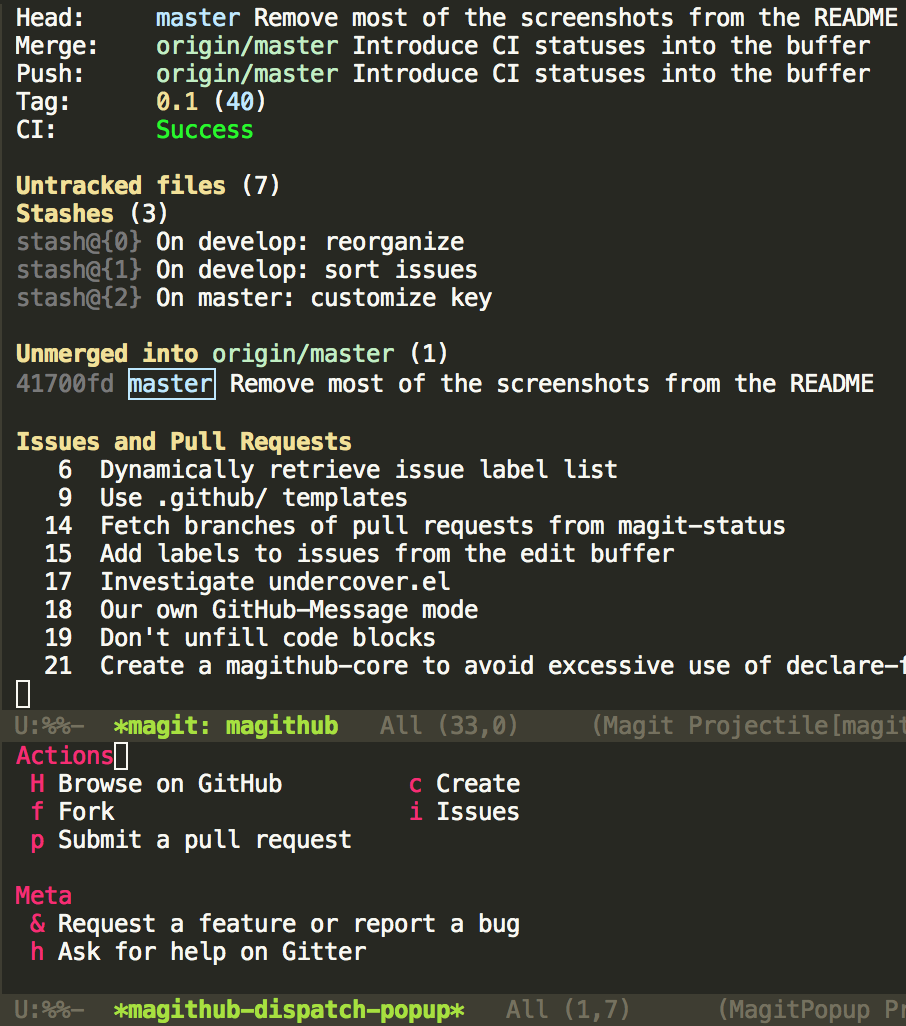 Head:     master Remove most of the screenshots from the README
Merge:    origin/master Introduce CI statuses into the buffer
Push:     origin/master Introduce CI statuses into the buffer
Tag:      0.1 (40)
CI:       Success
Untracked files (7)
Stashes (3)
stash@{0} On develop: reorganize
stash@{1} On develop: sort issues
stash@{2} On master: customize key
Unmerged into origin/master (1)
41700fd master Remove most of the screenshots from the README
Issues and Pull Requests
6  Dynamically retrieve issue label list
9  Use .github/ templates
14  Fetch branches of pull requests from magit-status
15  Add labels to issues from the edit buffer
17  Investigate undercover.el
18  Our own GitHub-Message mode
19  Don't unfill code blocks
21  Create a magithub-core to avoid excessive use of declare-f
U:%%-  *magit: magithub   All (33,0)     (Magit Projectile[magit
Actions
H Browse on GitHub         c Create
f Fork                     i Issues
p Submit a pull request
Meta
& Request a feature or report a bug
h Ask for help on Gitter
U:%%-  *magithub-dispatch-popup*   All (1,7)      (MagitPopup Pr